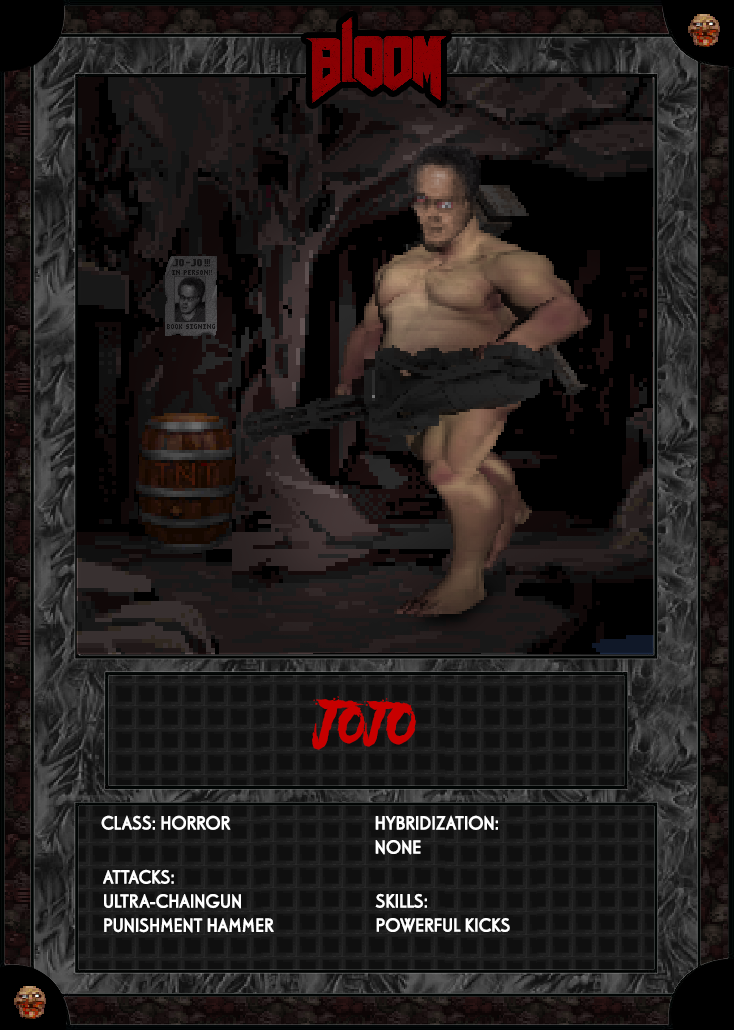 BLOOM
JO-JO
IN PERSON!!
BOOK SIGNING
TNT
JOJO
CLASS: HORROR
HYBRIDIZATION:
NONE
ATTACKS:
ULTRA-CHAINGUN
PUNISHMENT HAMMER
SKILLS:
POWERFUL KICKS